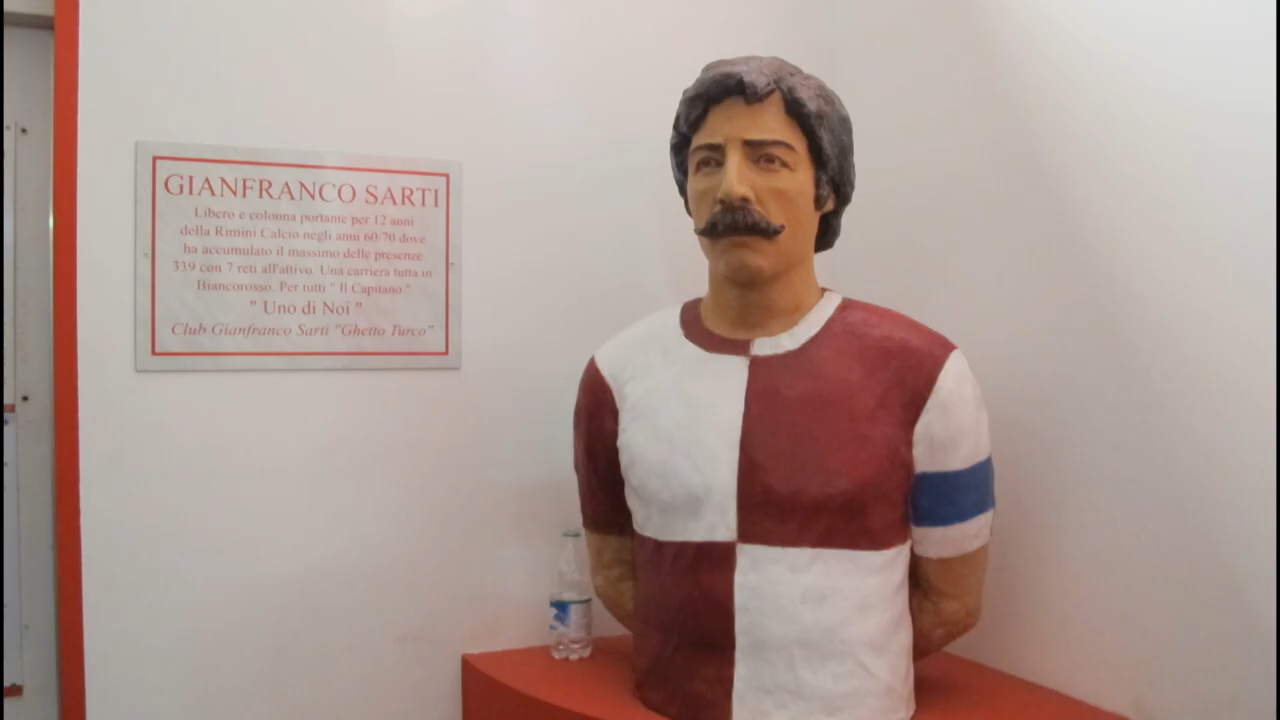 GIANFRANCO SARTI
Libero e colonna portante per 12 anni
della Rimini Calcio negli anni 60/70 dove
ha accumulato il massimo delle presenze
339 con 7 reti all'attivo. Una carriera tutta in
Biancorosso. Per tutti " Il Capitano "
" Uno di Noi "
Club Gianfranco Sarti "Ghetto Turco"